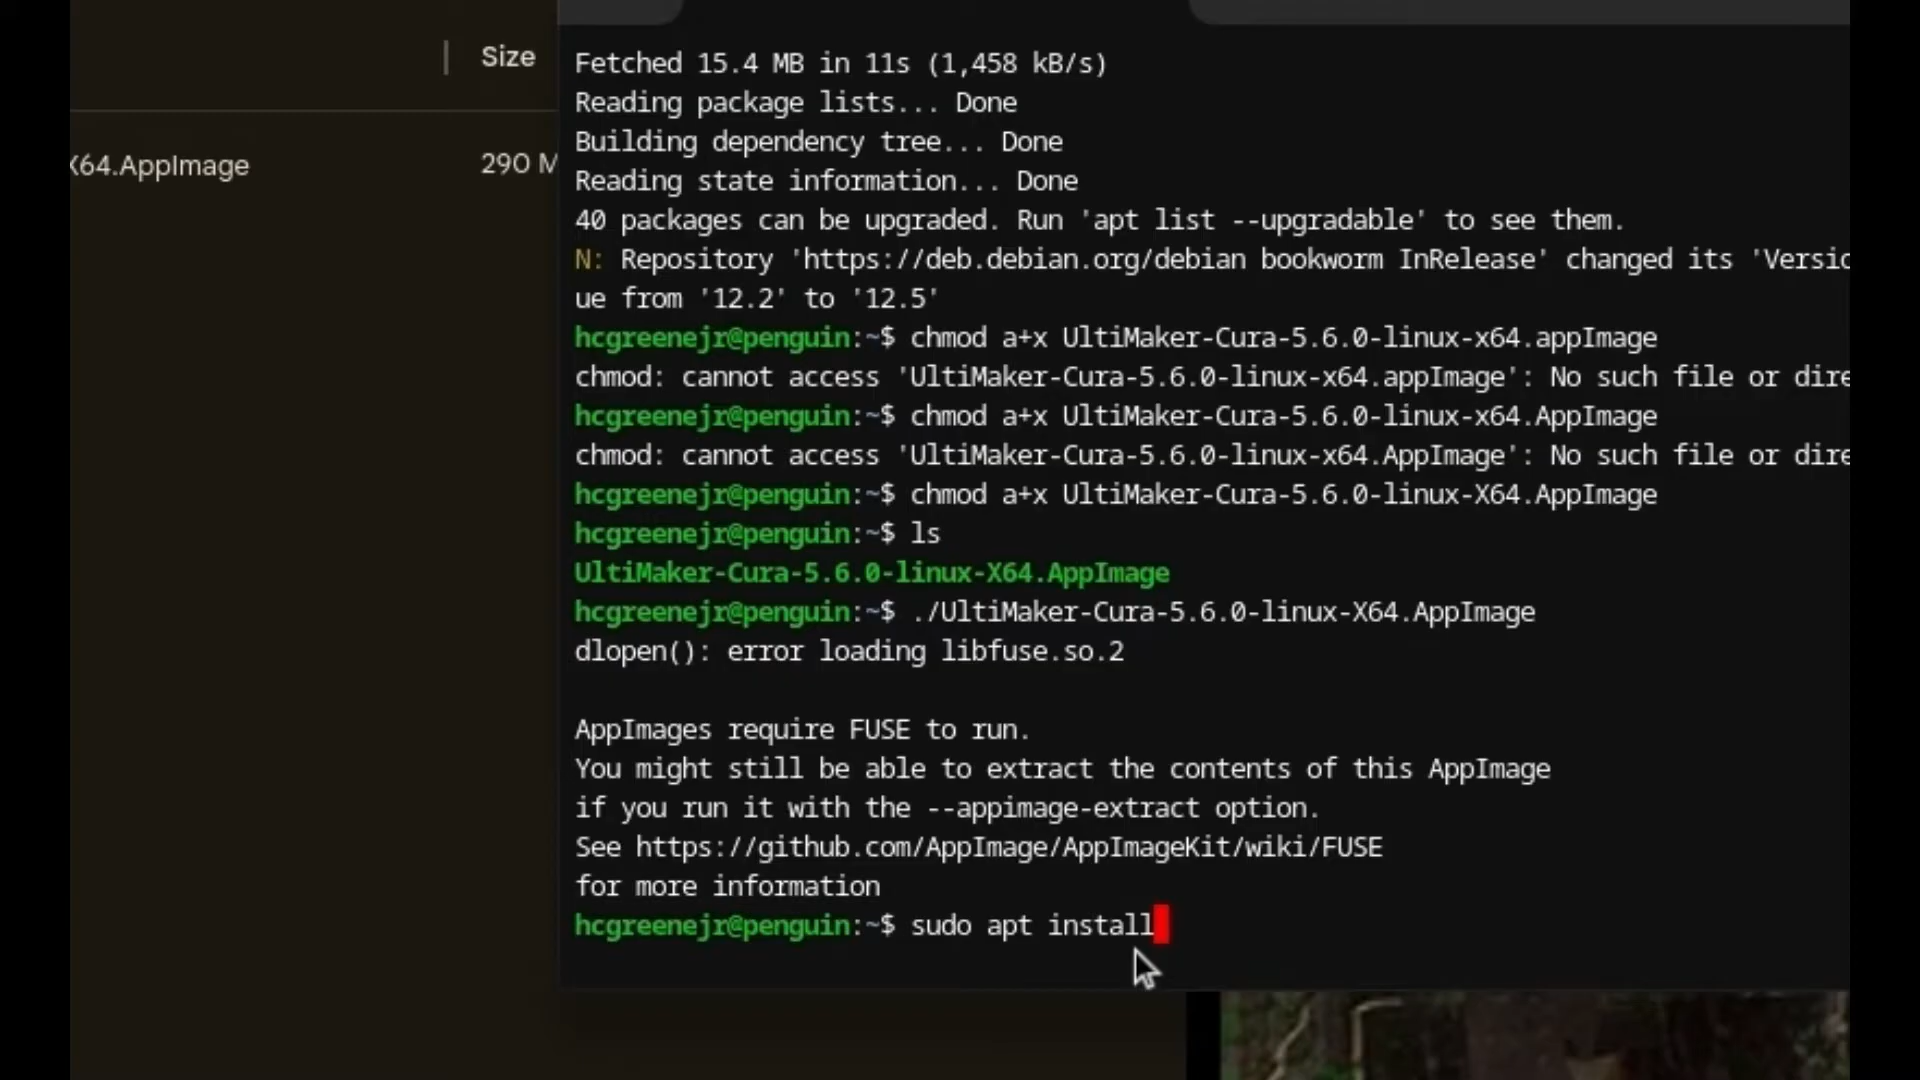 Size
X64.AppImage
290 M
Fetched 15.4 MB in 11s (1,458 kB/s)
Reading package lists... Done
Building dependency tree... Done
Reading state information... Done
40 packages can be upgraded. Run 'apt list --upgradable' to see them.
N: Repository 'https://deb.debian.org/debian bookworm InRelease' changed its 'Versio
ue from '12.2' to '12.5'
hcgreenejr@penguin:~$ chmod a+x UltiMaker-Cura-5.6.0-linux-x64.appImage
chmod: cannot access 'UltiMaker-Cura-5.6.0-linux-x64.appImage': No such file or dire
hcgreenejr@penguin:~$ chmod a+x UltiMaker-Cura-5.6.0-linux-x64.AppImage
chmod: cannot access 'UltiMaker-Cura-5.6.0-linux-x64.AppImage': No such file or dire
hcgreenejr@penguin:~$ chmod a+x UltiMaker-Cura-5.6.0-linux-X64.AppImage
hcgreenejr@penguin:~$ ls
UltiMaker-Cura-5.6.0-linux-X64.AppImage
hcgreenejr@penguin:~$ ./UltiMaker-Cura-5.6.0-linux-X64.AppImage
dlopen(): error loading libfuse.so.2
AppImages require FUSE to run.
You might still be able to extract the contents of this AppImage
if you run it with the --appimage-extract option.
See https://github.com/AppImage/AppImageKit/wiki/FUSE
for more information
hcgreenejr@penguin:~$ sudo apt install